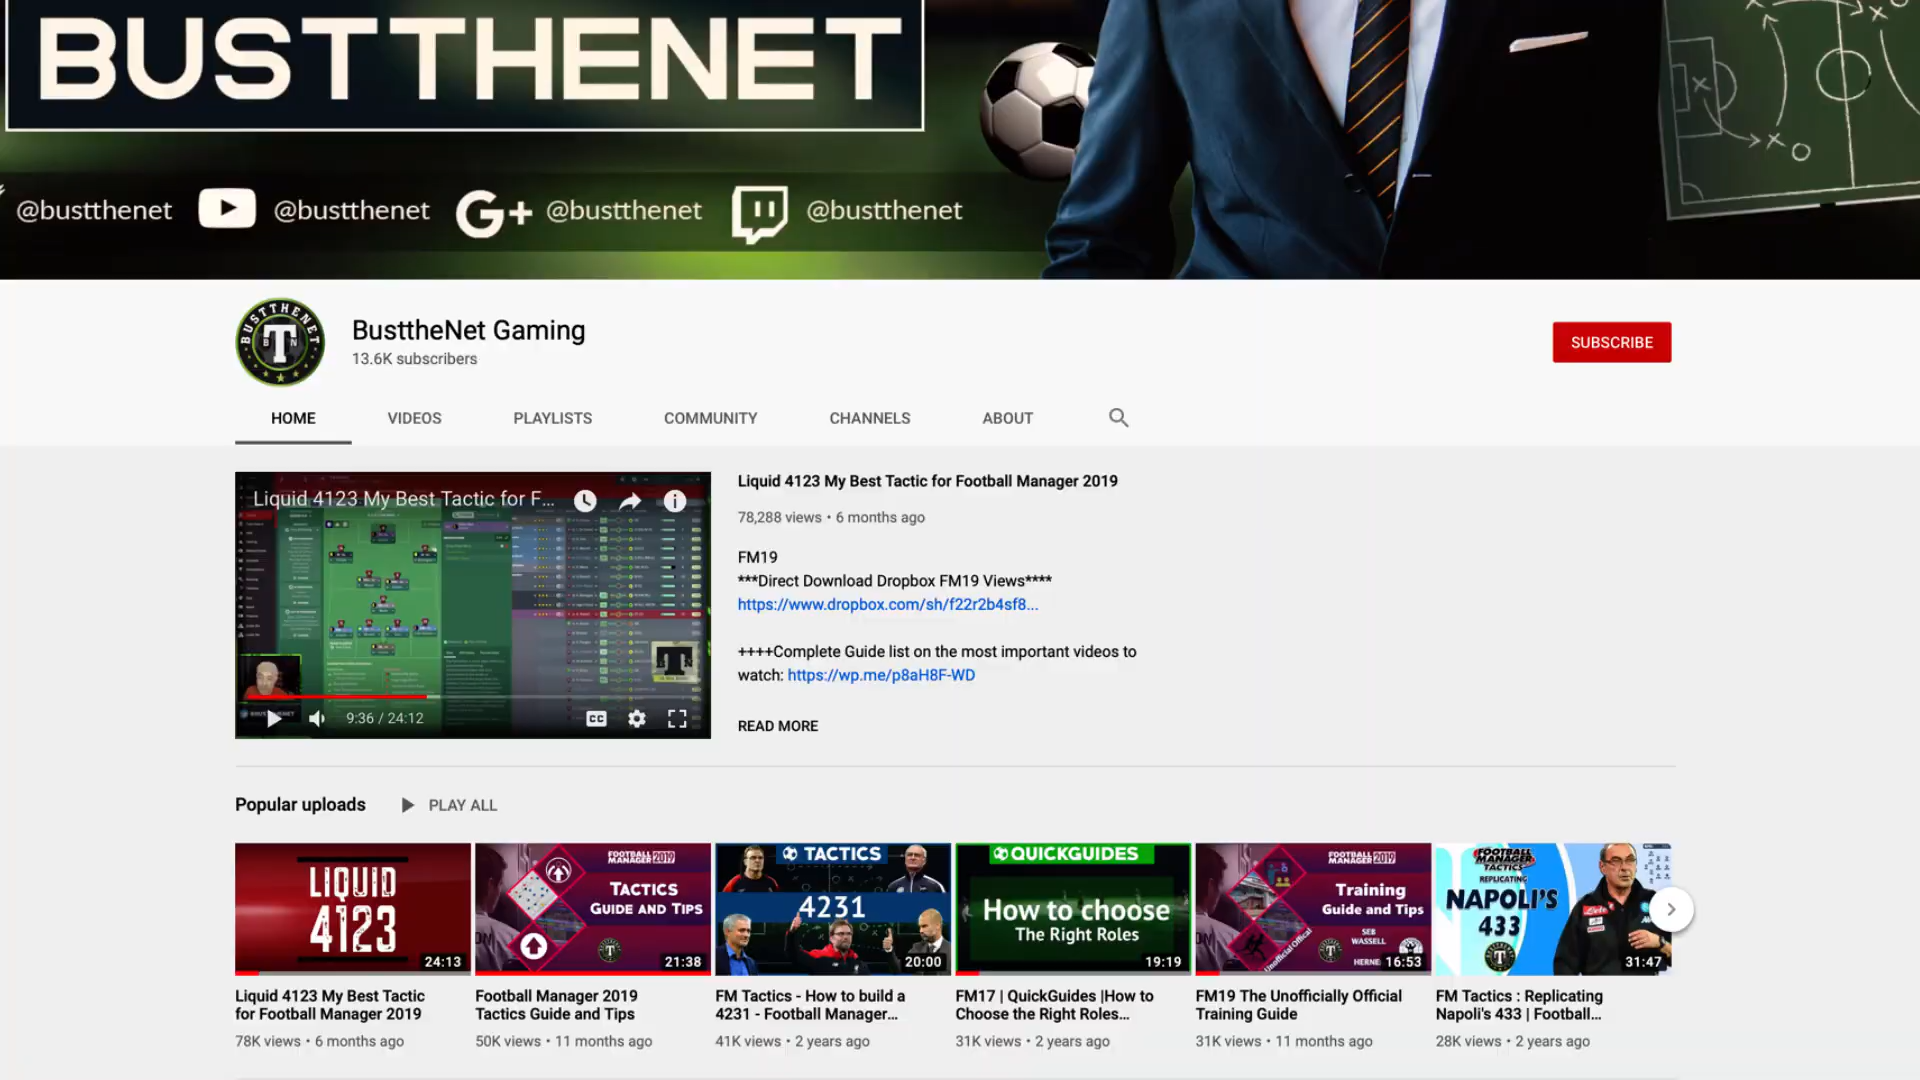 BUSTTHENET
@bustthenet
@bustthenet
G+ @bustthenet
@bustthenet
BUSTTHENET
BTN
BusttheNet Gaming
13.6K subscribers
SUBSCRIBE
HOME
VIDEOS
PLAYLISTS
COMMUNITY
CHANNELS
ABOUT
Liquid 4123 My Best Tactic for F...
9:36 / 24:12
CC
Liquid 4123 My Best Tactic for Football Manager 2019
78,288 views • 6 months ago
FM19
***Direct Download Dropbox FM19 Views****
https://www.dropbox.com/sh/f22r2b4sf8...
++++Complete Guide list on the most important videos to
watch: https://wp.me/p8aH8F-WD
READ MORE
Popular uploads
PLAY ALL
LIQUID
4123
24:13
Liquid 4123 My Best Tactic
for Football Manager 2019
78K views • 6 months ago
FOOTBALL
MANAGER 2019
TACTICS
GUIDE AND TIPS
21:38
Football Manager 2019
Tactics Guide and Tips
50K views • 11 months ago
TACTICS
4231
20:00
FM Tactics - How to build a
4231 - Football Manager...
41K views • 2 years ago
QUICKGUIDES
How to choose
The Right Roles
19:19
FM17 | QuickGuides |How to
Choose the Right Roles...
31K views • 2 years ago
FOOTBALL
MANAGER 2019
Training
Guide and Tips
SEB
WASSELL
HERNE
Unofficial Official
16:53
FM19 The Unofficially Official
Training Guide
31K views • 11 months ago
FOOTBALL
MANAGER
TACTICS
REPLICATING
NAPOLI'S
433
31:47
FM Tactics : Replicating
Napoli's 433 | Football...
28K views • 2 years ago